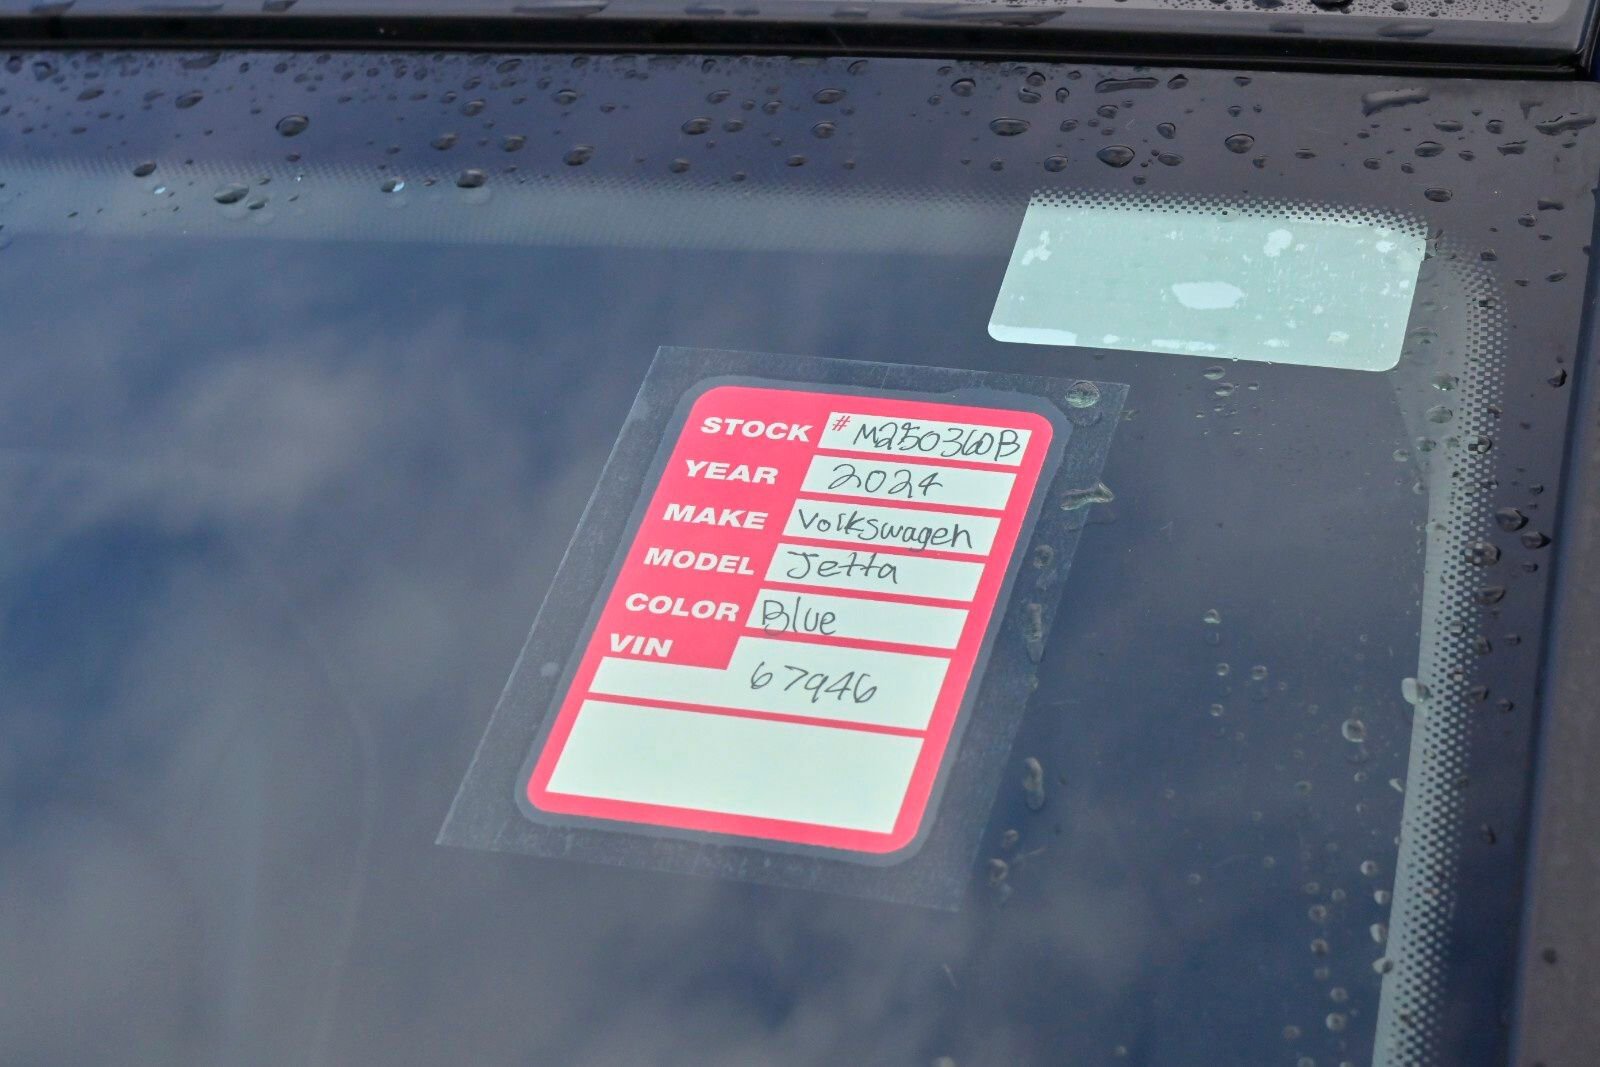 STOCK # M250360B
YEAR 2024
MAKE Volkswagen
MODEL Jetta
COLOR Blue
VIN
67946